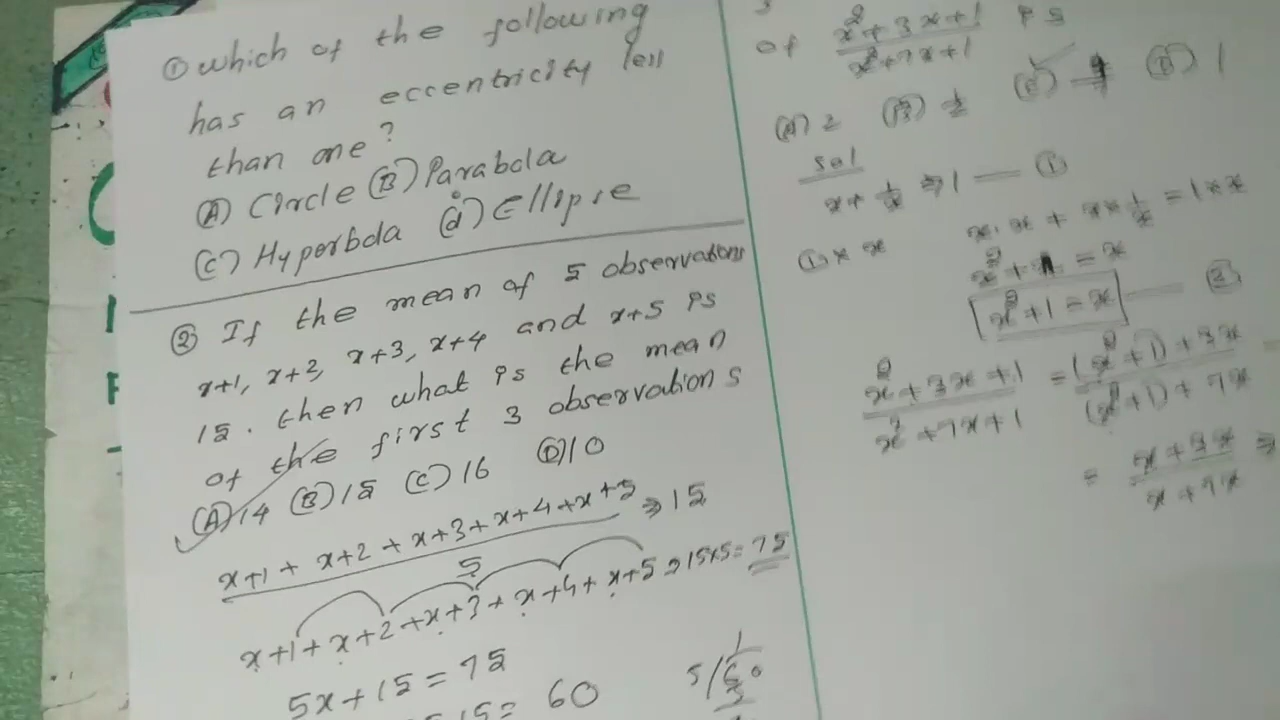 ① which of the following
has an eccentricity less
than one?
(A) Circle (B) Parabola
(C) Hyperbola (d) Ellipse
② If the mean of 5 observations
x+1, x+2, x+3, x+4 and x+5 is
15. then what is the mean
of the first 3 observations
(A) 14 (B) 15 (C) 16 (D) 10
x+1 + x+2 + x+3 + x+4 + x+5 = 15
5
x+1 + x+2 + x+3 + x+4 + x+5 = 15×5 = 75
5x+15 = 75
15 = 60
of x²+3x+1 is
x²+7x+1
(A) 2 (B) (C) (D) 1
sol
x + 1/x = 1 — ①
① × x x·x + x×1/x = 1×x
x²+1 = x
x²+1 = x — ②
x²+3x+1 = (x²+1)+3x
x²+7x+1 (x²+1)+7x
= x+3x =
x+7x